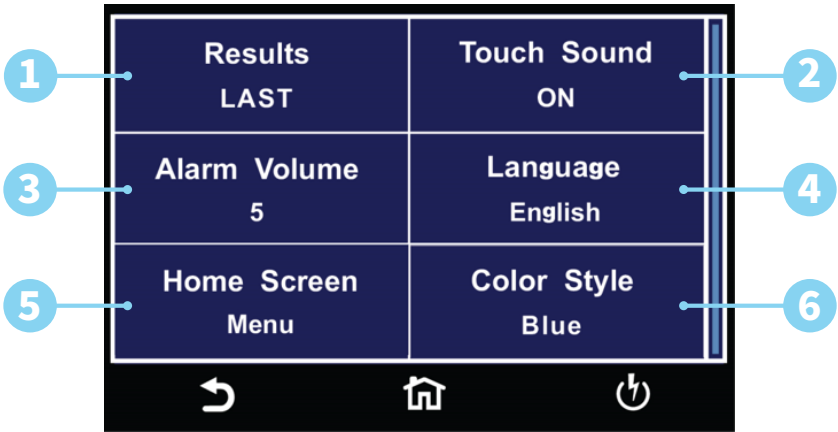 1
Results
LAST
Touch Sound
ON
2
3
Alarm Volume
5
Language
English
4
5
Home Screen
Menu
Color Style
Blue
6